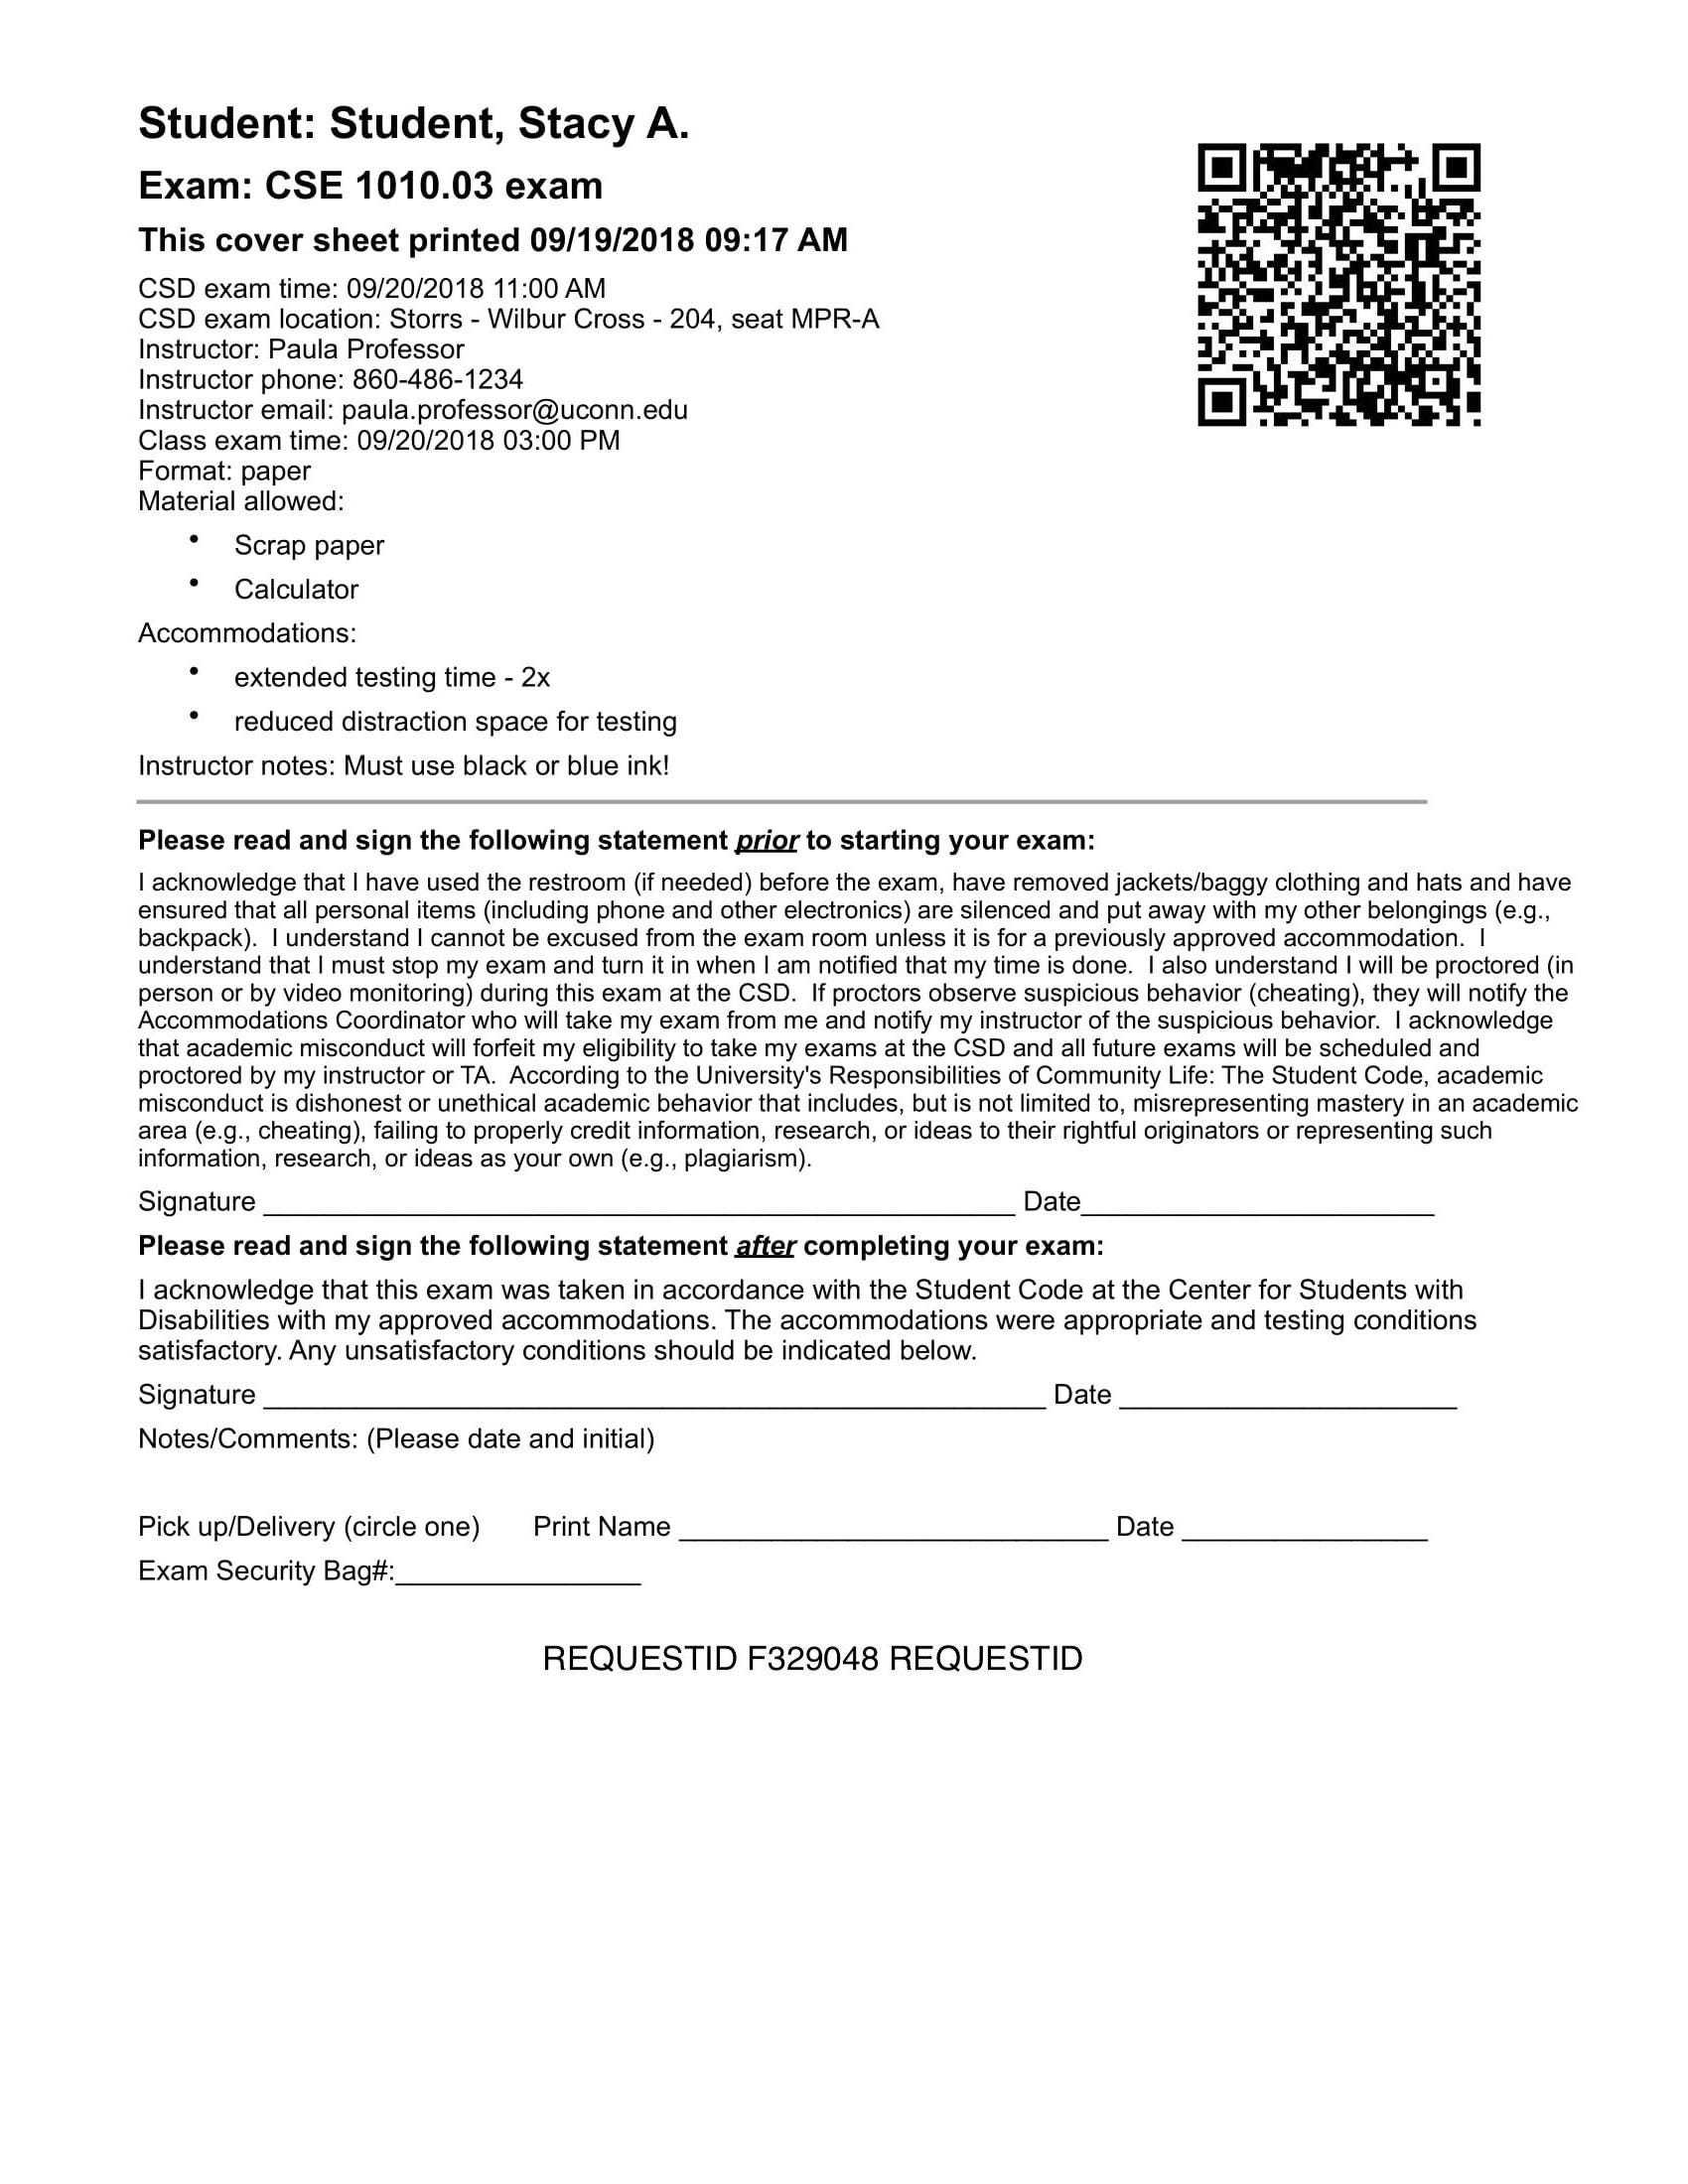 Student: Student, Stacy A.
Exam: CSE 1010.03 exam
This cover sheet printed 09/19/2018 09:17 AM
CSD exam time: 09/20/2018 11:00 AM
CSD exam location: Storrs - Wilbur Cross - 204, seat MPR-A
Instructor: Paula Professor
Instructor phone: 860-486-1234
Instructor email: paula.professor@uconn.edu
Class exam time: 09/20/2018 03:00 PM
Format: paper
Material allowed:
• Scrap paper
• Calculator
Accommodations:
• extended testing time - 2x
• reduced distraction space for testing
Instructor notes: Must use black or blue ink!
Please read and sign the following statement prior to starting your exam:
I acknowledge that I have used the restroom (if needed) before the exam, have removed jackets/baggy clothing and hats and have
ensured that all personal items (including phone and other electronics) are silenced and put away with my other belongings (e.g.,
backpack).  I understand I cannot be excused from the exam room unless it is for a previously approved accommodation.  I
understand that I must stop my exam and turn it in when I am notified that my time is done.  I also understand I will be proctored (in
person or by video monitoring) during this exam at the CSD.  If proctors observe suspicious behavior (cheating), they will notify the
Accommodations Coordinator who will take my exam from me and notify my instructor of the suspicious behavior.  I acknowledge
that academic misconduct will forfeit my eligibility to take my exams at the CSD and all future exams will be scheduled and
proctored by my instructor or TA.  According to the University's Responsibilities of Community Life: The Student Code, academic
misconduct is dishonest or unethical academic behavior that includes, but is not limited to, misrepresenting mastery in an academic
area (e.g., cheating), failing to properly credit information, research, or ideas to their rightful originators or representing such
information, research, or ideas as your own (e.g., plagiarism).
Signature _________________________________________________ Date_______________________
Please read and sign the following statement after completing your exam:
I acknowledge that this exam was taken in accordance with the Student Code at the Center for Students with
Disabilities with my approved accommodations. The accommodations were appropriate and testing conditions
satisfactory. Any unsatisfactory conditions should be indicated below.
Signature ___________________________________________________ Date ______________________
Notes/Comments: (Please date and initial)
Pick up/Delivery (circle one) Print Name ____________________________ Date ________________
Exam Security Bag#:________________
REQUESTID F329048 REQUESTID